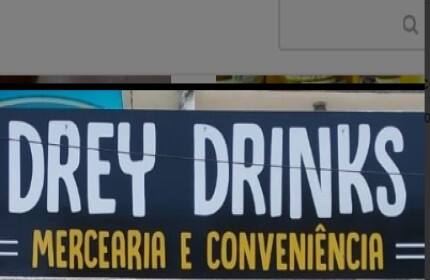 DREY DRINKS
MERCEARIA E CONVENIÊNCIA